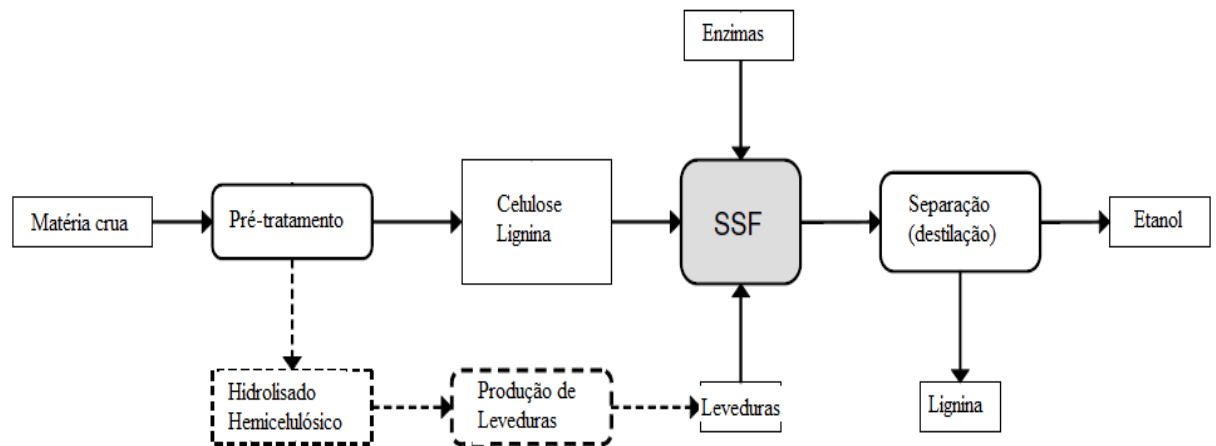 Enzimas
Matéria crua
Pré-tratamento
Celulose
Lignina
SSF
Separação
(destilação)
Etanol
Hidrolisado
Hemicelulósico
Produção de
Leveduras
Leveduras
Lignina